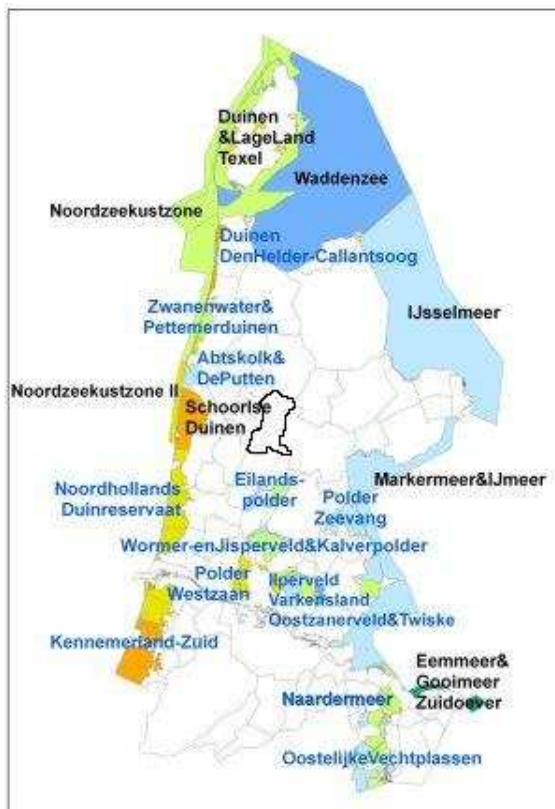 Duinen
&LageLand
Texel
Waddenzee
Noordzeekustzone
Duinen
DenHelder-Callantsoog
IJsselmeer
Zwanenwater&
Pettemerduinen
Abtskolk&
DePutten
Noordzeekustzone II
Schoorlse
Duinen
Markermeer&IJmeer
Eilands-
polder
Noordhollands
Duinreservaat
Polder
Zeevang
Wormer-enJisperveld&Kalverpolder
Polder
Westzaan
Ilperveld
Varkensland
Oostzanerveld&Twiske
Kennemerland-Zuid
Eemmeer&
Gooimeer
Zuidoever
Naardermeer
OostelijkeVechtplassen